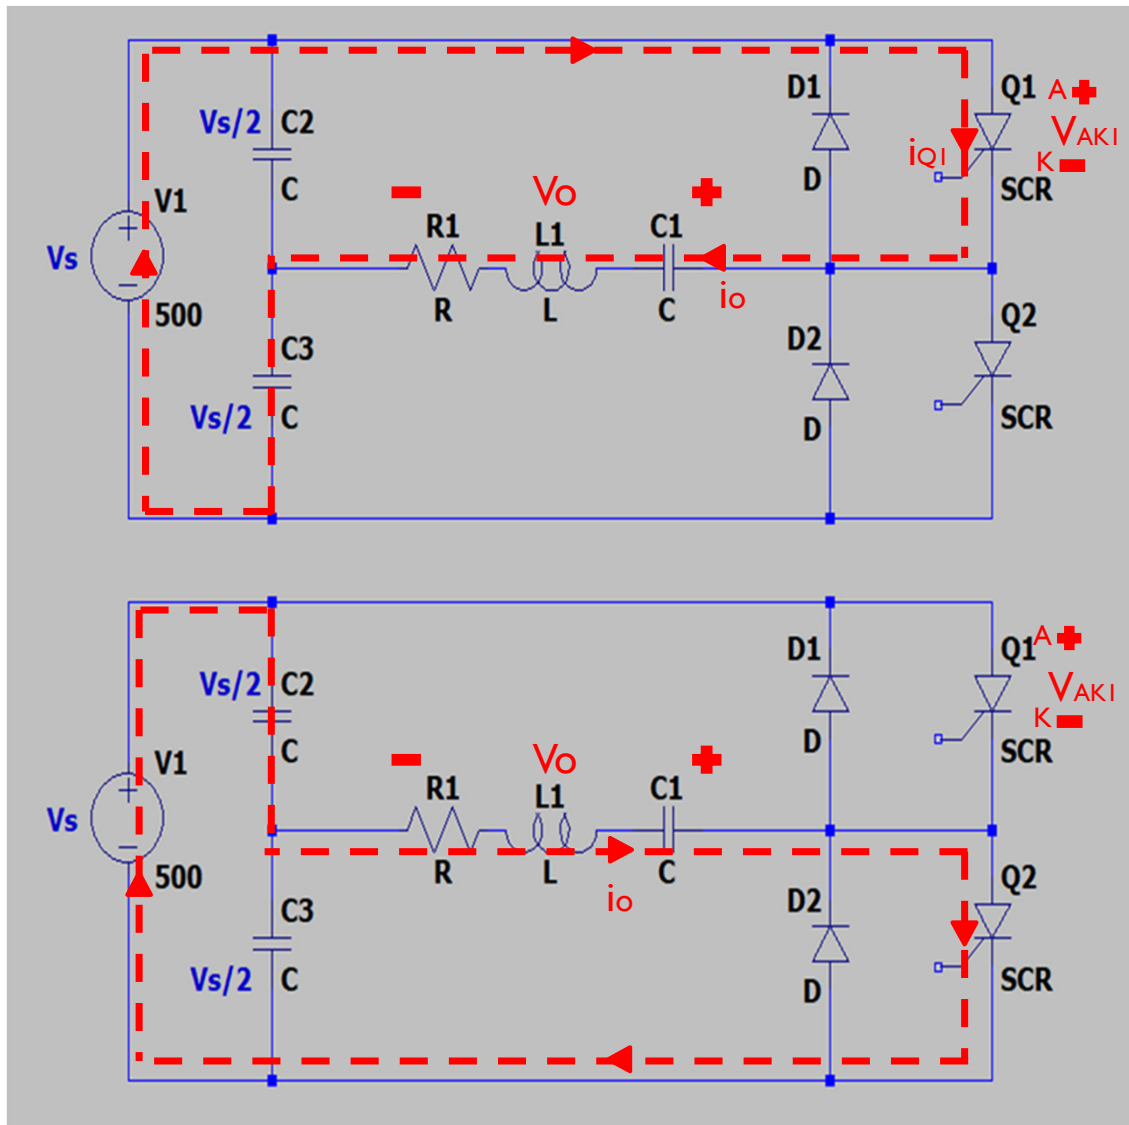 D1
Q1
A +
Vs/2
C2
VAK1
iQ1
K −
C
D
SCR
V1
− Vo +
R1
L1
C1
Vs
+
−
io
500
R
L
C
Q2
C3
D2
Vs/2
C
D
SCR
A +
D1
Q1
Vs/2
C2
VAK1
K −
C
D
SCR
V1
− Vo +
R1
L1
C1
Vs
+
−
500
R
L
C
Q2
io
C3
D2
Vs/2
C
D
SCR